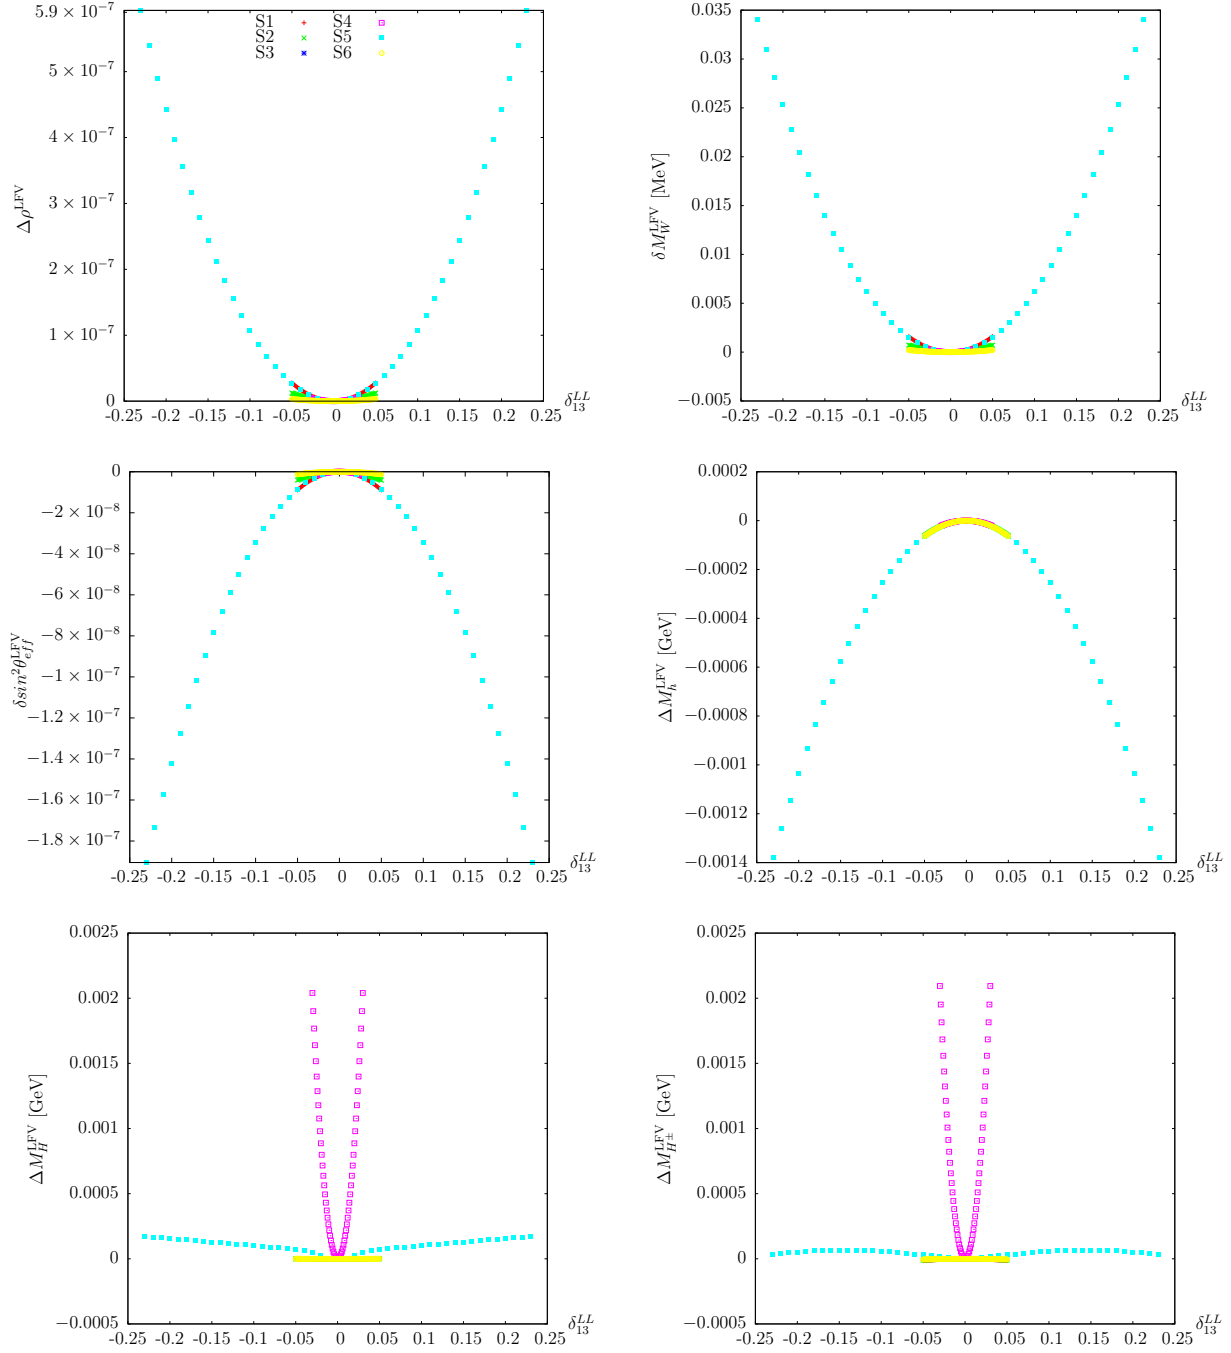 5.9 × 10⁻⁷
5 × 10⁻⁷
4 × 10⁻⁷
3 × 10⁻⁷
2 × 10⁻⁷
1 × 10⁻⁷
0
Δρ^LFV
S1 S4
S2 S5
S3 S6
-0.25 -0.2 -0.15 -0.1 -0.05 0 0.05 0.1 0.15 0.2 0.25 δ₁₃^LL
0.035
0.03
0.025
0.02
0.015
0.01
0.005
0
−0.005
δM_W^LFV [MeV]
-0.25 -0.2 -0.15 -0.1 -0.05 0 0.05 0.1 0.15 0.2 0.25 δ₁₃^LL
0
−2 × 10⁻⁸
−4 × 10⁻⁸
−6 × 10⁻⁸
−8 × 10⁻⁸
−1 × 10⁻⁷
−1.2 × 10⁻⁷
−1.4 × 10⁻⁷
−1.6 × 10⁻⁷
−1.8 × 10⁻⁷
δsin²θ_eff^LFV
-0.25 -0.2 -0.15 -0.1 -0.05 0 0.05 0.1 0.15 0.2 0.25 δ₁₃^LL
0.0002
0
−0.0002
−0.0004
−0.0006
−0.0008
−0.001
−0.0012
−0.0014
ΔM_h^LFV [GeV]
-0.25 -0.2 -0.15 -0.1 -0.05 0 0.05 0.1 0.15 0.2 0.25 δ₁₃^LL
0.0025
0.002
0.0015
0.001
0.0005
0
−0.0005
ΔM_H^LFV [GeV]
-0.25 -0.2 -0.15 -0.1 -0.05 0 0.05 0.1 0.15 0.2 0.25 δ₁₃^LL
0.0025
0.002
0.0015
0.001
0.0005
0
−0.0005
ΔM_H±^LFV [GeV]
-0.25 -0.2 -0.15 -0.1 -0.05 0 0.05 0.1 0.15 0.2 0.25 δ₁₃^LL